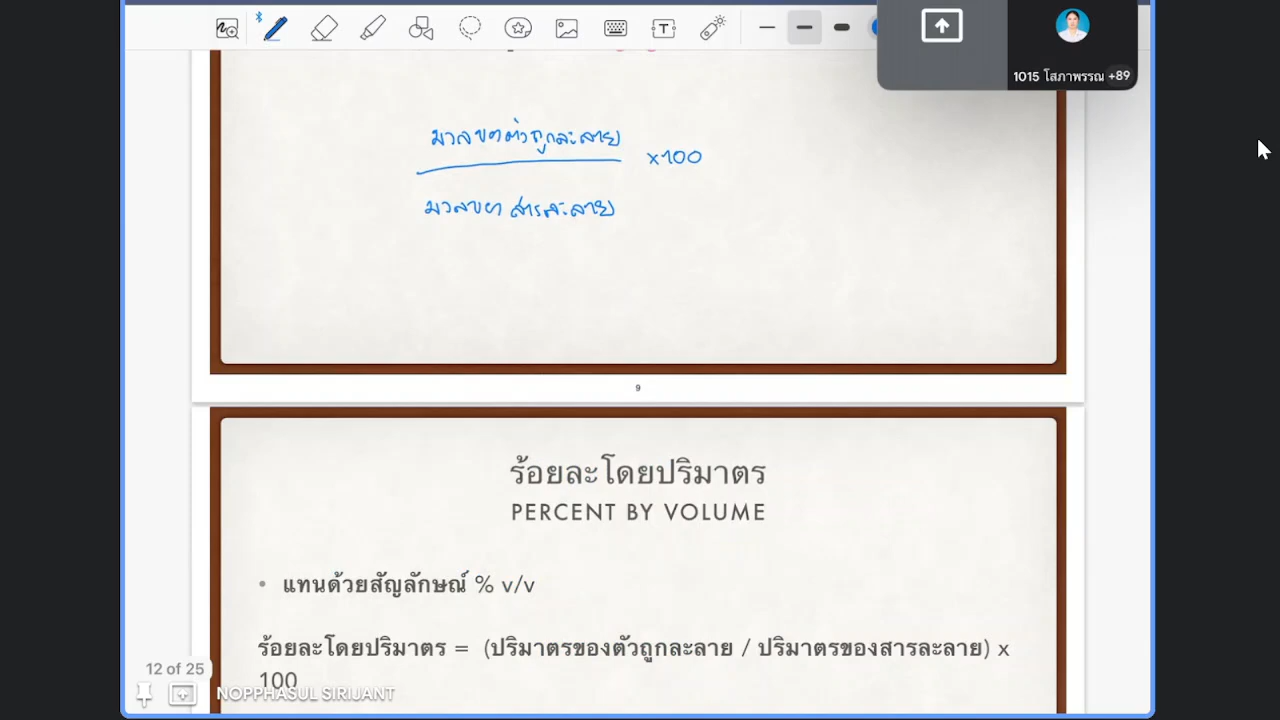 1015 โสภาพรรณ +89
มวลของตัวถูกละลาย
x100
มวลของ สารละลาย
9
ร้อยละโดยปริมาตร
PERCENT BY VOLUME
• แทนด้วยสัญลักษณ์ % v/v
ร้อยละโดยปริมาตร = (ปริมาตรของตัวถูกละลาย / ปริมาตรของสารละลาย) x
100
12 of 25
NOPPHASUL SIRIJANT